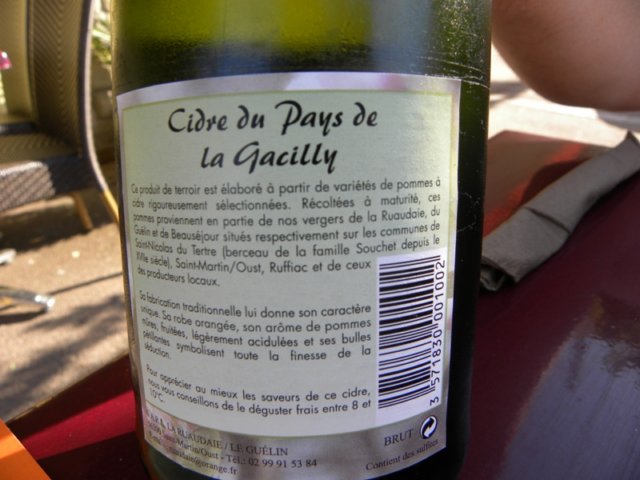 Cidre du Pays de
la Gacilly
Ce produit de terroir est élaboré à partir de variétés de pommes à
cidre rigoureusement sélectionnées. Récoltées à maturité, ces
pommes proviennent en partie de nos vergers de la Ruaudaie, du
Guélin et de Beauséjour situés respectivement sur les communes de
Saint-Nicolas du Tertre (berceau de la famille Souchet depuis le
XVIIe siècle), Saint-Martin/Oust, Ruffiac et de ceux
des producteurs locaux.
Sa fabrication traditionnelle lui donne son caractère
unique. Sa robe orangée, son arôme de pommes
mûres, fruitées, légèrement acidulées et ses bulles
pétillantes symbolisent toute la finesse de la
séduction.
Pour apprécier au mieux les saveurs de ce cidre,
nous vous conseillons de le déguster frais entre 8 et
10°C.
3 571830 001002
LA RUAUDAIE / LE GUÉLIN
Saint-Martin/Oust - Tél.: 02 99 91 53 84
ruaudaie@orange.fr
BRUT
Contient des sulfites